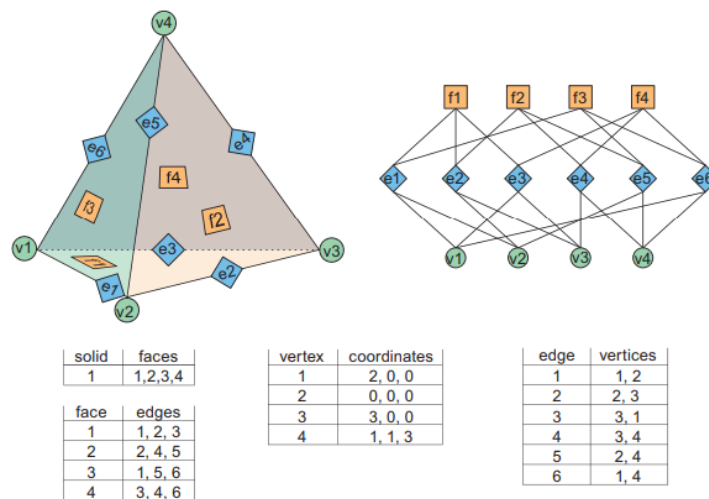 v4
e5
e6
e4
f4
f3
f2
v1
e3
v3
f1
e1
e2
v2
f1 f2 f3 f4
e1 e2 e3 e4 e5 e6
v1 v2 v3 v4
solid faces
1 1,2,3,4
face edges
1 1, 2, 3
2 2, 4, 5
3 1, 5, 6
4 3, 4, 6
vertex coordinates
1 2, 0, 0
2 0, 0, 0
3 3, 0, 0
4 1, 1, 3
edge vertices
1 1, 2
2 2, 3
3 3, 1
4 3, 4
5 2, 4
6 1, 4